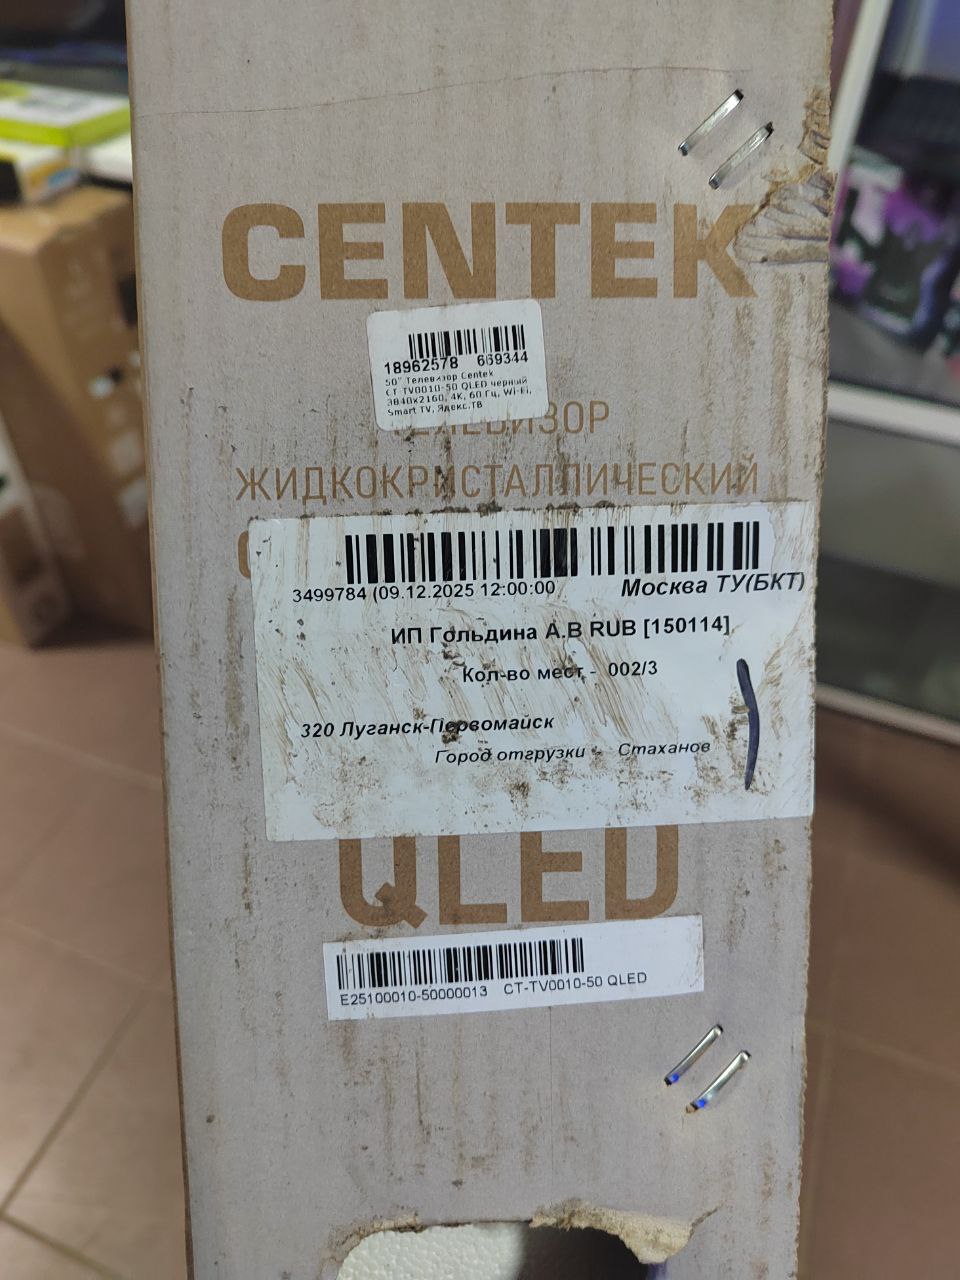 CENTEK
18962578 669344
50" Телевизор Centek
CT-TV0010-50 QLED черный
3840x2160, 4K, 60 Гц, Wi-Fi,
Smart TV, Яндекс.ТВ
ТЕЛЕВИЗОР
ЖИДКОКРИСТАЛЛИЧЕСКИЙ
3499784 (09.12.2025 12:00:00 Москва ТУ(БКТ)
ИП Гольдина А.В RUB [150114]
Кол-во мест - 002/3
320 Луганск-Первомайск
Город отгрузки - Стаханов
QLED
E25100010-50000013 CT-TV0010-50 QLED